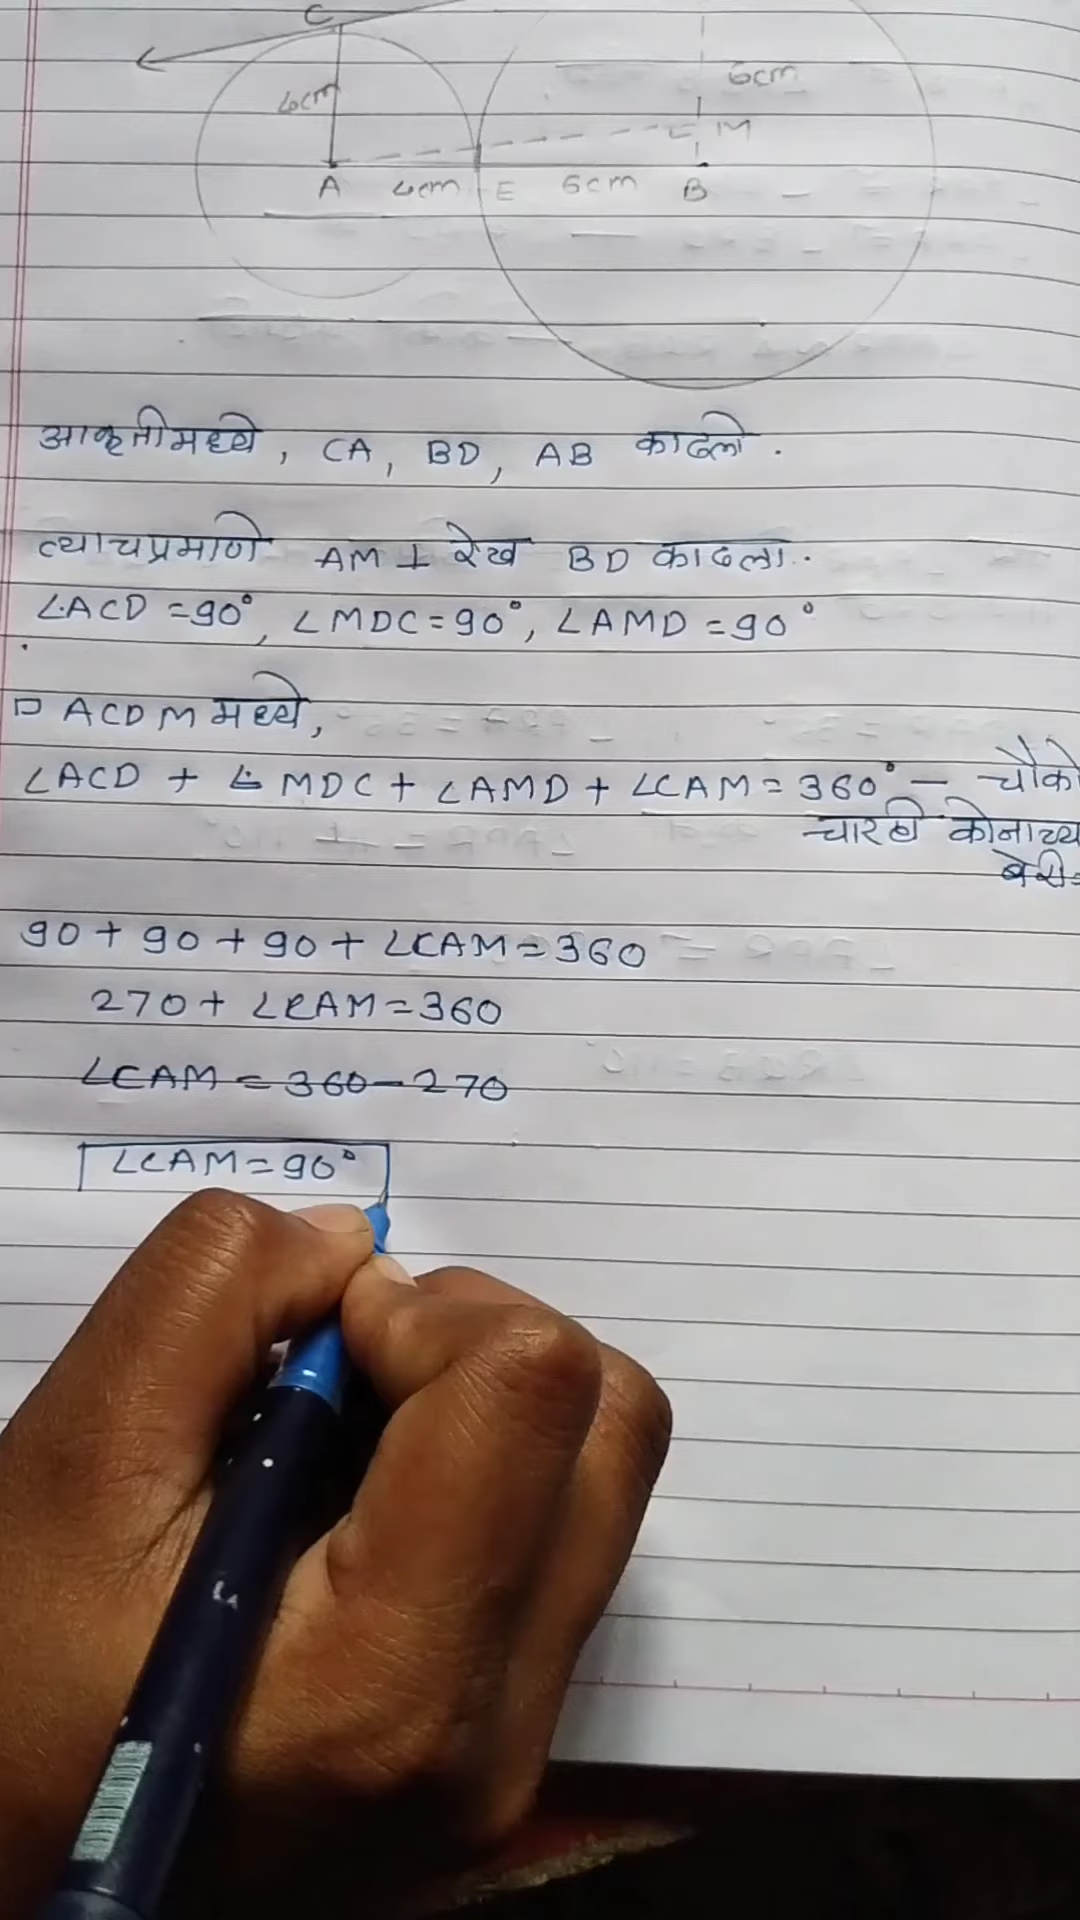 C
6cm
4cm
M
A 4cm E 6cm B
आकृतीमध्ये, CA, BD, AB काढले.
त्याचप्रमाणे AM ⊥ रेख BD काढला.
∠ACD = 90°, ∠MDC = 90°, ∠AMD = 90°
□ ACDM मध्ये,
∠ACD + ∠MDC + ∠AMD + ∠CAM = 360° – चौको
चारही कोनाच्य
90 + 90 + 90 + ∠CAM = 360
270 + ∠CAM = 360
∠CAM = 360 – 270
∠CAM = 90°